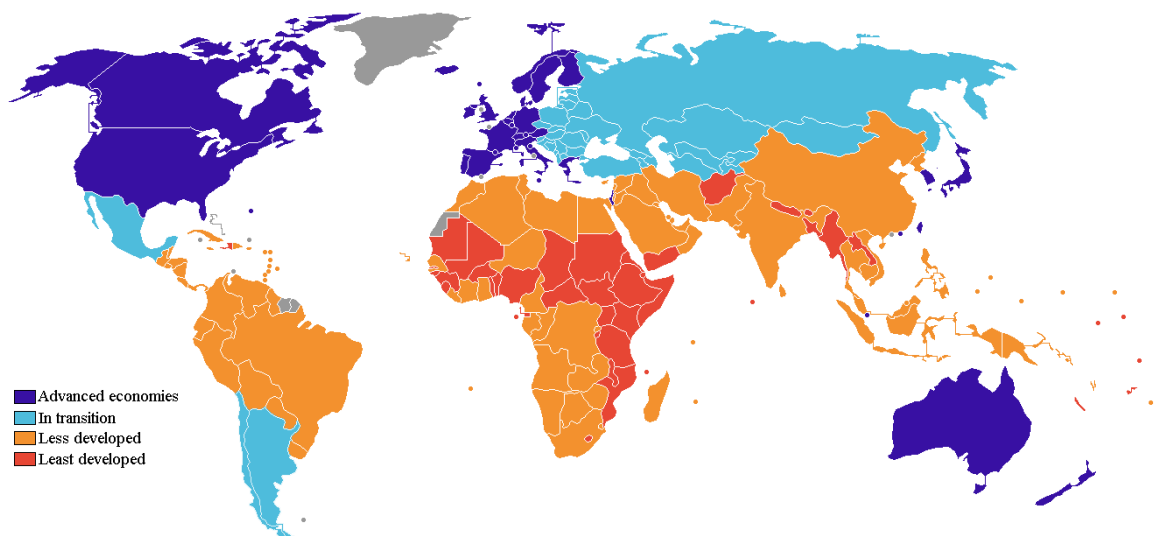 Advanced economies
In transition
Less developed
Least developed